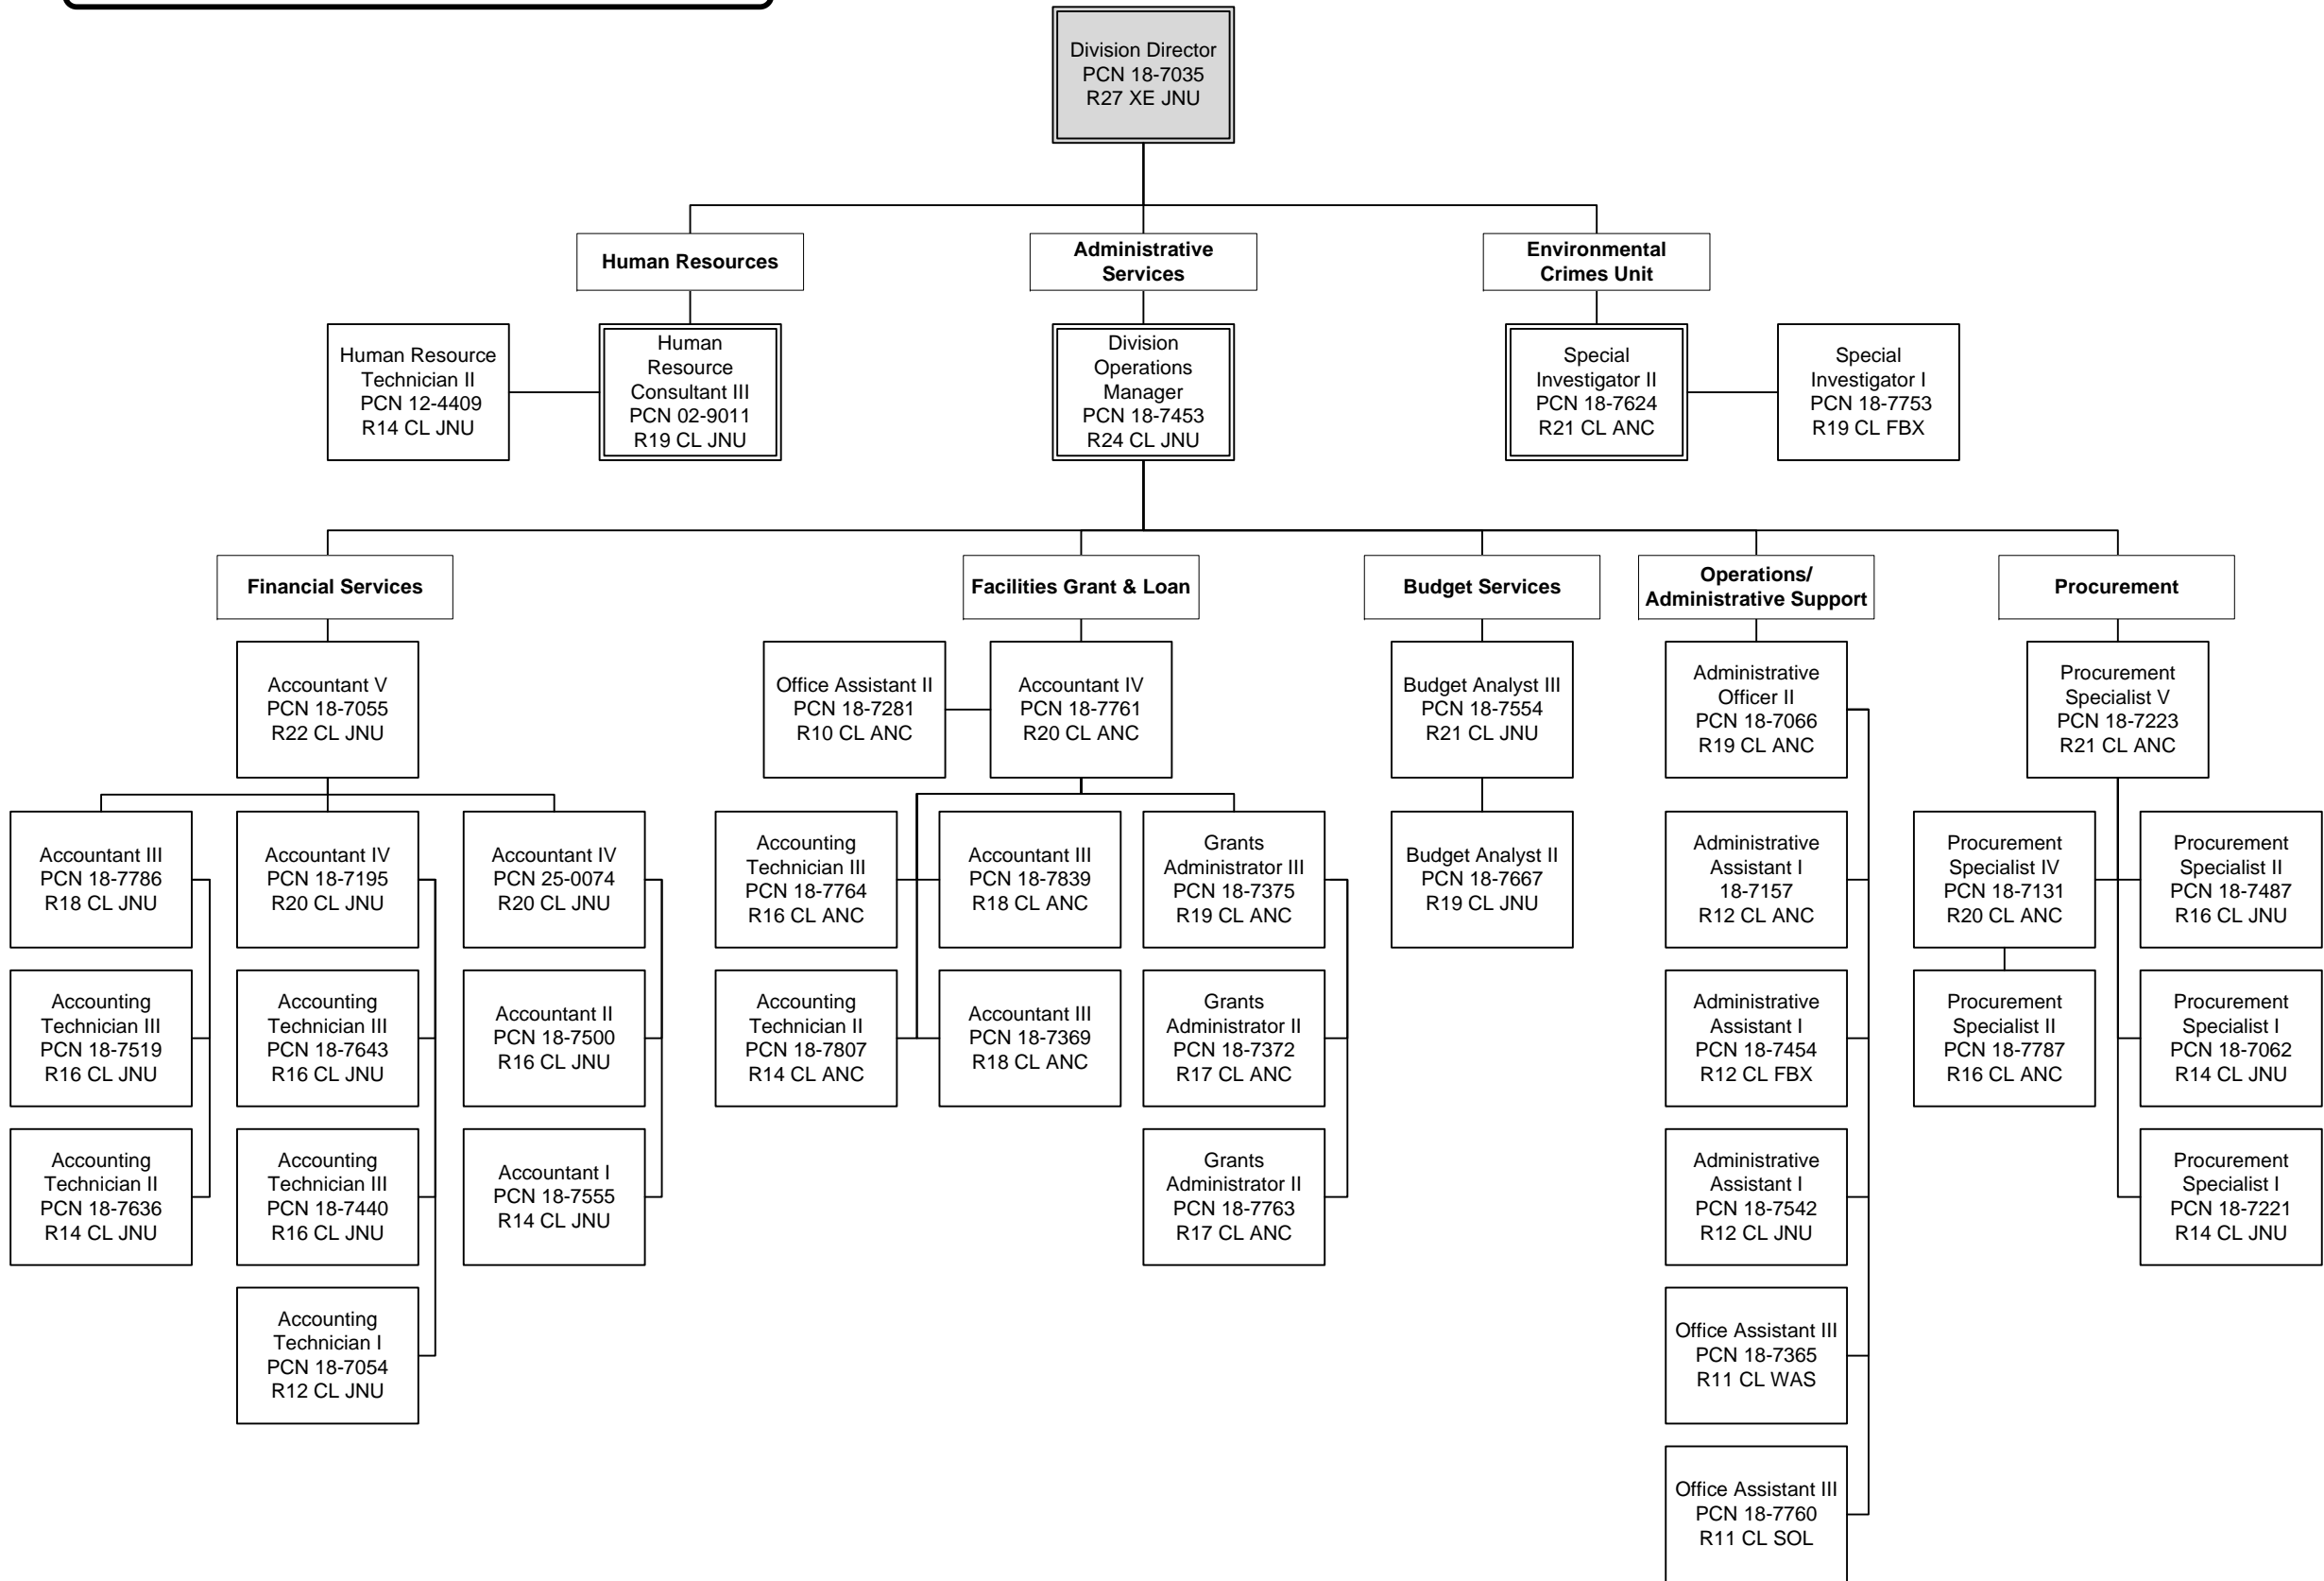 Division Director
PCN 18-7035
R27 XE JNU
Human Resources
Administrative
Services
Environmental
Crimes Unit
Human Resource
Technician II
PCN 12-4409
R14 CL JNU
Human
Resource
Consultant III
PCN 02-9011
R19 CL JNU
Division
Operations
Manager
PCN 18-7453
R24 CL JNU
Special
Investigator II
PCN 18-7624
R21 CL ANC
Special
Investigator I
PCN 18-7753
R19 CL FBX
Financial Services
Facilities Grant & Loan
Budget Services
Operations/
Administrative Support
Procurement
Accountant V
PCN 18-7055
R22 CL JNU
Office Assistant II
PCN 18-7281
R10 CL ANC
Accountant IV
PCN 18-7761
R20 CL ANC
Budget Analyst III
PCN 18-7554
R21 CL JNU
Administrative
Officer II
PCN 18-7066
R19 CL ANC
Procurement
Specialist V
PCN 18-7223
R21 CL ANC
Accountant III
PCN 18-7786
R18 CL JNU
Accountant IV
PCN 18-7195
R20 CL JNU
Accountant IV
PCN 25-0074
R20 CL JNU
Accounting
Technician III
PCN 18-7764
R16 CL ANC
Accountant III
PCN 18-7839
R18 CL ANC
Grants
Administrator III
PCN 18-7375
R19 CL ANC
Budget Analyst II
PCN 18-7667
R19 CL JNU
Administrative
Assistant I
18-7157
R12 CL ANC
Procurement
Specialist IV
PCN 18-7131
R20 CL ANC
Procurement
Specialist II
PCN 18-7487
R16 CL JNU
Accounting
Technician III
PCN 18-7519
R16 CL JNU
Accounting
Technician III
PCN 18-7643
R16 CL JNU
Accountant II
PCN 18-7500
R16 CL JNU
Accounting
Technician II
PCN 18-7807
R14 CL ANC
Accountant III
PCN 18-7369
R18 CL ANC
Grants
Administrator II
PCN 18-7372
R17 CL ANC
Administrative
Assistant I
PCN 18-7454
R12 CL FBX
Procurement
Specialist II
PCN 18-7787
R16 CL ANC
Procurement
Specialist I
PCN 18-7062
R14 CL JNU
Accounting
Technician II
PCN 18-7636
R14 CL JNU
Accounting
Technician III
PCN 18-7440
R16 CL JNU
Accountant I
PCN 18-7555
R14 CL JNU
Grants
Administrator II
PCN 18-7763
R17 CL ANC
Administrative
Assistant I
PCN 18-7542
R12 CL JNU
Procurement
Specialist I
PCN 18-7221
R14 CL JNU
Accounting
Technician I
PCN 18-7054
R12 CL JNU
Office Assistant III
PCN 18-7365
R11 CL WAS
Office Assistant III
PCN 18-7760
R11 CL SOL